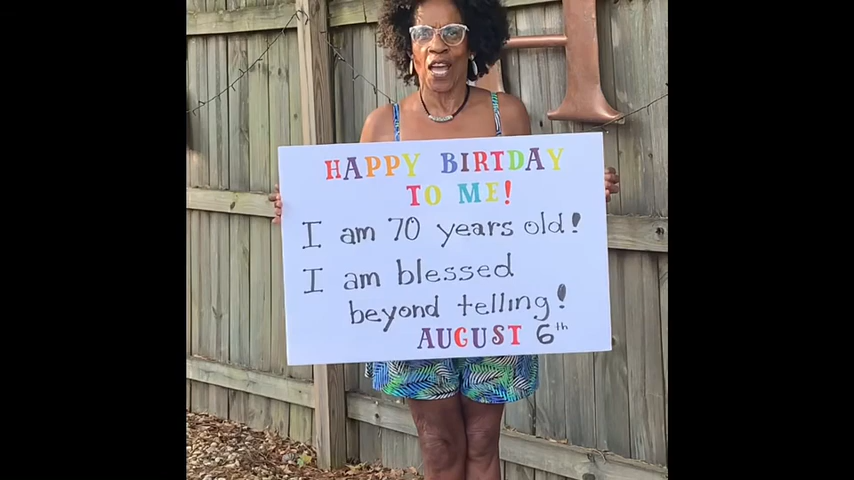 HAPPY BIRTDAY
TO ME!
I am 70 years old!
I am blessed
beyond telling!
AUGUST 6th